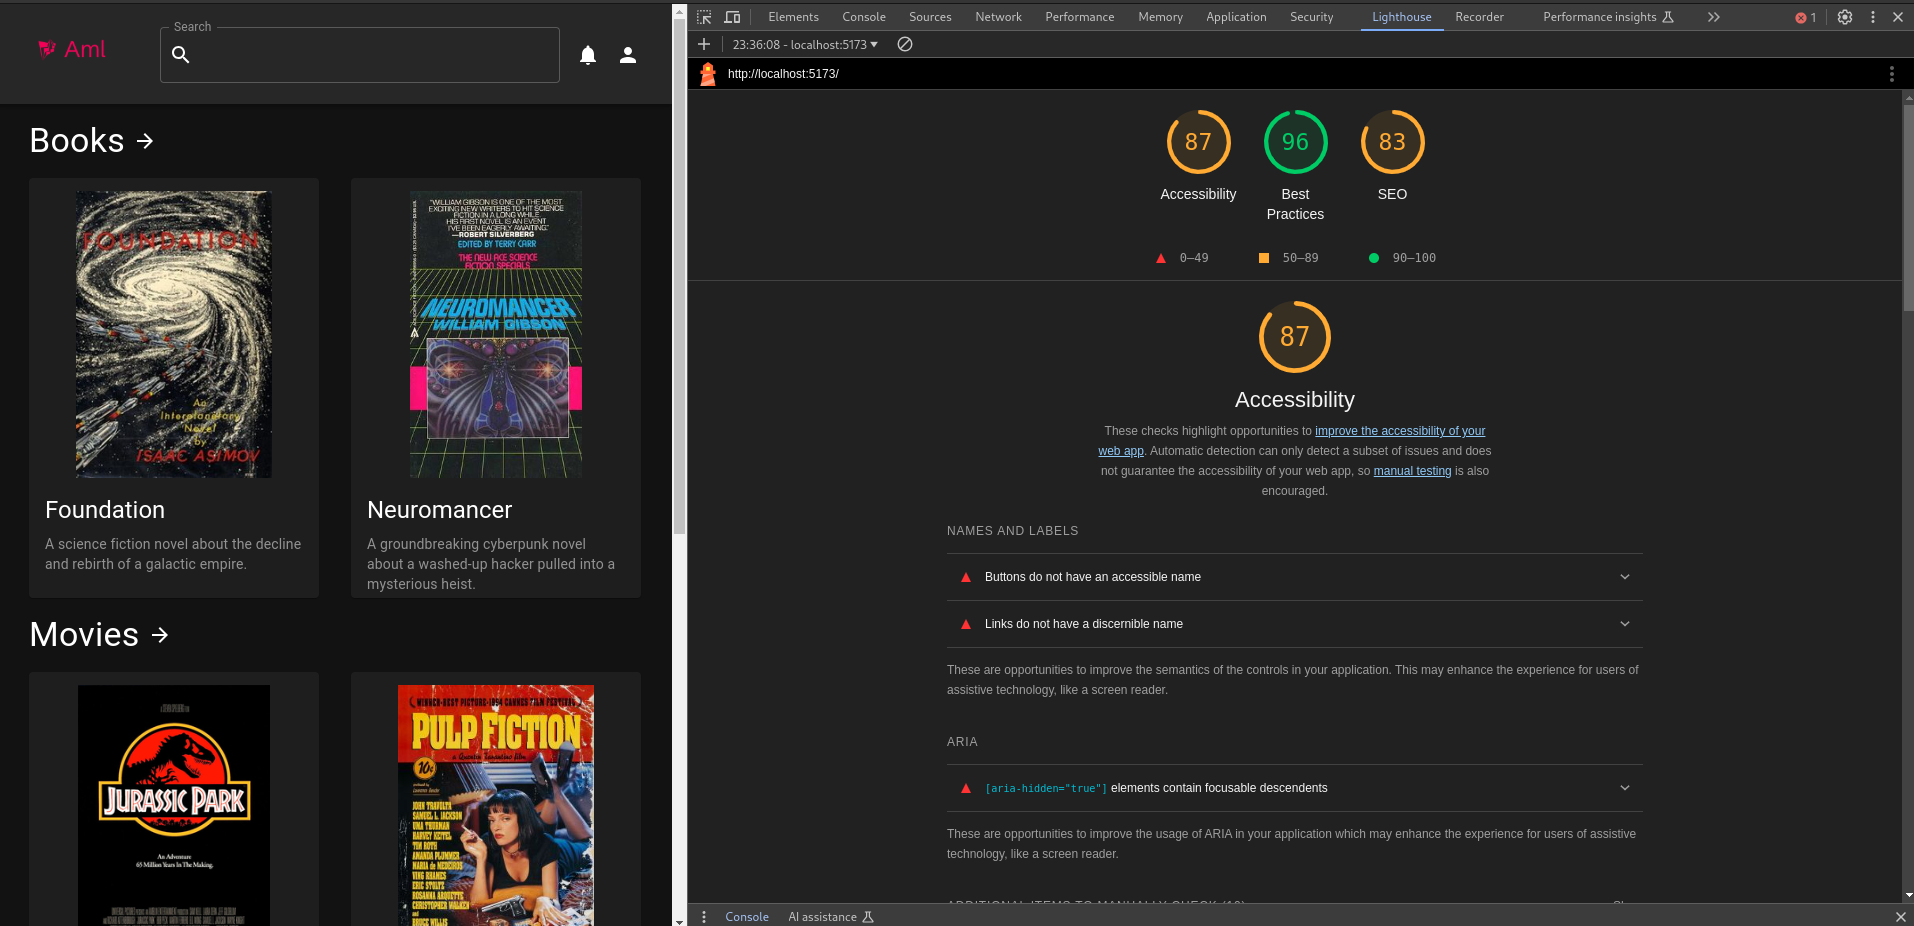 Aml
Search
Books
FOUNDATION
An
Interplanetary
Novel
by
ISAAC ASIMOV
Foundation
A science fiction novel about the decline
and rebirth of a galactic empire.
"WILLIAM GIBSON IS ONE OF THE MOST
EXCITING NEW WRITERS TO HIT SCIENCE
FICTION IN A LONG WHILE.
HIS FIRST NOVEL IS AN EVENT
I'VE BEEN EAGERLY AWAITING."
—ROBERT SILVERBERG
EDITED BY TERRY CARR
THE NEW ACE SCIENCE
FICTION SPECIALS
NEUROMANCER
WILLIAM GIBSON
Neuromancer
A groundbreaking cyberpunk novel
about a washed-up hacker pulled into a
mysterious heist.
Movies
JURASSIC PARK
An Adventure
65 Million Years In The Making.
WINNER-BEST PICTURE-1994 CANNES FILM FESTIVAL
PULP FICTION
a Quentin Tarantino film
10¢
JOHN TRAVOLTA
SAMUEL L. JACKSON
UMA THURMAN
HARVEY KEITEL
TIM ROTH
AMANDA PLUMMER
MARIA de MEDEIROS
VING RHAMES
ERIC STOLTZ
ROSANNA ARQUETTE
CHRISTOPHER WALKEN
and
BRUCE WILLIS
Elements Console Sources Network Performance Memory Application Security Lighthouse Recorder Performance insights 1
23:36:08 - localhost:5173
http://localhost:5173/
87 96 83
Accessibility Best Practices SEO
0–49 50–89 90–100
87
Accessibility
These checks highlight opportunities to improve the accessibility of your
web app. Automatic detection can only detect a subset of issues and does
not guarantee the accessibility of your web app, so manual testing is also
encouraged.
NAMES AND LABELS
Buttons do not have an accessible name
Links do not have a discernible name
These are opportunities to improve the semantics of the controls in your application. This may enhance the experience for users of
assistive technology, like a screen reader.
ARIA
[aria-hidden="true"] elements contain focusable descendents
These are opportunities to improve the usage of ARIA in your application which may enhance the experience for users of assistive
technology, like a screen reader.
ADDITIONAL ITEMS TO MANUALLY CHECK (10)
Console AI assistance